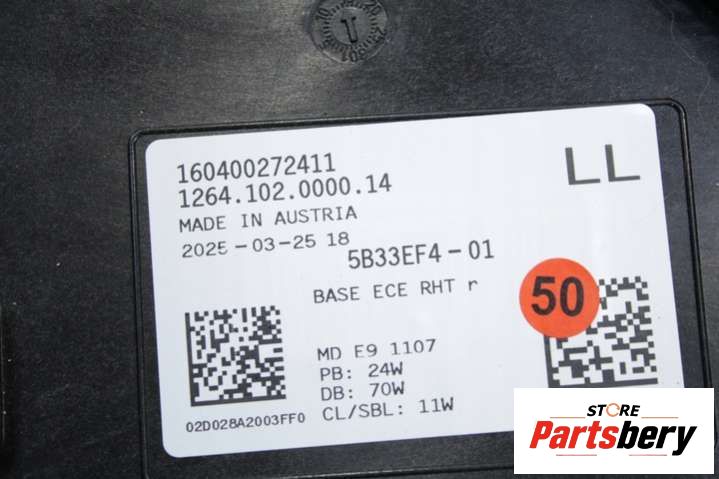 160400272411
LL
1264.102.0000.14
MADE IN AUSTRIA
2025-03-25 18
5B33EF4-01
BASE ECE RHT r
50
MD E9 1107
PB: 24W
DB: 70W
CL/SBL: 11W
02D028A2003FF0
STORE
Partsbery